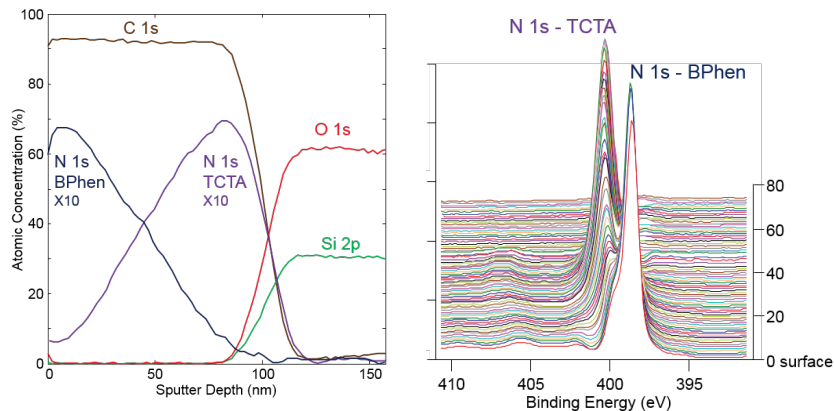 C 1s
100
80
60
40
20
0
Atomic Concentration (%)
N 1s
BPhen
X10
N 1s
TCTA
X10
O 1s
Si 2p
0
50
100
150
Sputter Depth (nm)
N 1s - TCTA
N 1s - BPhen
80
60
40
20
0 surface
410
405
400
395
Binding Energy (eV)